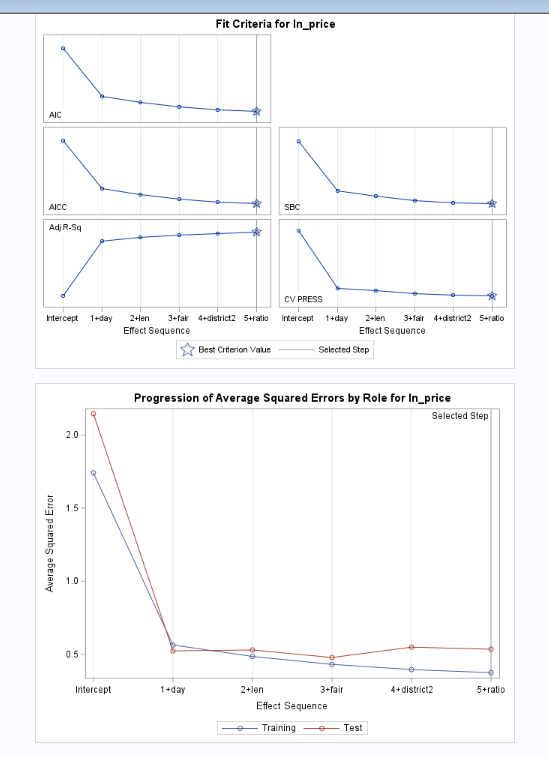 Fit Criteria for ln_price
AIC
AICC
SBC
Adj R-Sq
CV PRESS
Intercept 1+day 2+len 3+fair 4+district2 5+ratio
Effect Sequence
Intercept 1+day 2+len 3+fair 4+district2 5+ratio
Effect Sequence
Best Criterion Value Selected Step
Progression of Average Squared Errors by Role for ln_price
Selected Step
2.0
1.5
1.0
0.5
Average Squared Error
Intercept 1+day 2+len 3+fair 4+district2 5+ratio
Effect Sequence
Training Test